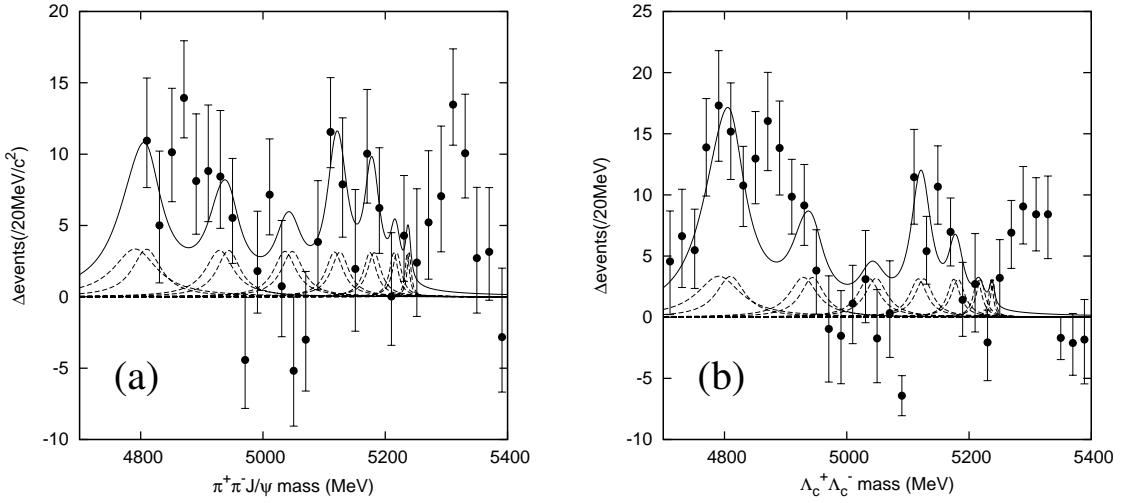 20
15
10
5
0
-5
-10
4800 5000 5200 5400
Δevents(/20MeV/c²)
π⁺π⁻J/ψ mass (MeV)
(a)
25
20
15
10
5
0
-5
-10
4800 5000 5200 5400
Δevents(/20MeV)
Λc⁺Λc⁻ mass (MeV)
(b)